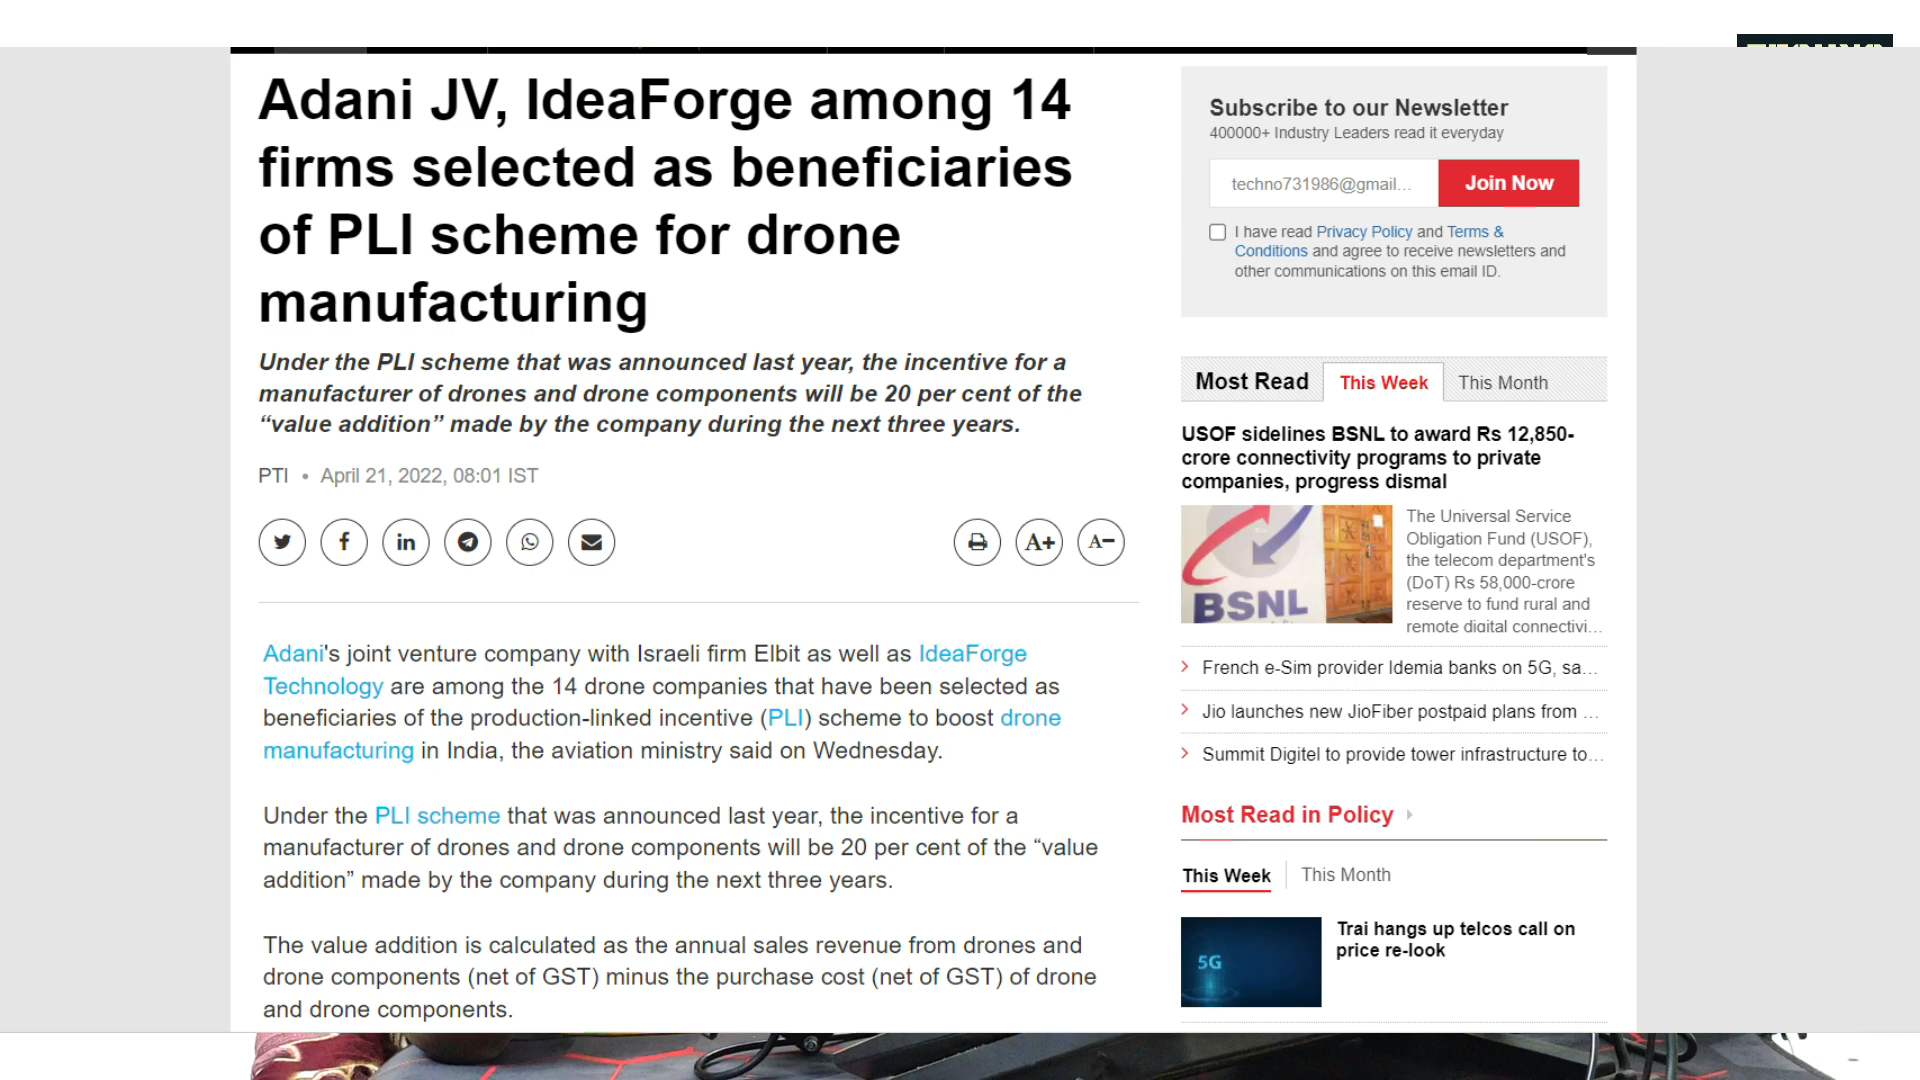 Adani JV, IdeaForge among 14
firms selected as beneficiaries
of PLI scheme for drone
manufacturing
Under the PLI scheme that was announced last year, the incentive for a
manufacturer of drones and drone components will be 20 per cent of the
“value addition” made by the company during the next three years.
PTI • April 21, 2022, 08:01 IST
A+
A-
Adani's joint venture company with Israeli firm Elbit as well as IdeaForge
Technology are among the 14 drone companies that have been selected as
beneficiaries of the production-linked incentive (PLI) scheme to boost drone
manufacturing in India, the aviation ministry said on Wednesday.
Under the PLI scheme that was announced last year, the incentive for a
manufacturer of drones and drone components will be 20 per cent of the “value
addition” made by the company during the next three years.
The value addition is calculated as the annual sales revenue from drones and
drone components (net of GST) minus the purchase cost (net of GST) of drone
and drone components.
Subscribe to our Newsletter
400000+ Industry Leaders read it everyday
techno731986@gmail...
Join Now
I have read Privacy Policy and Terms &
Conditions and agree to receive newsletters and
other communications on this email ID.
Most Read This Week This Month
USOF sidelines BSNL to award Rs 12,850-
crore connectivity programs to private
companies, progress dismal
BSNL
The Universal Service
Obligation Fund (USOF),
the telecom department's
(DoT) Rs 58,000-crore
reserve to fund rural and
remote digital connectivi...
French e-Sim provider Idemia banks on 5G, sa...
Jio launches new JioFiber postpaid plans from ...
Summit Digitel to provide tower infrastructure to...
Most Read in Policy
This Week This Month
5G
Trai hangs up telcos call on
price re-look